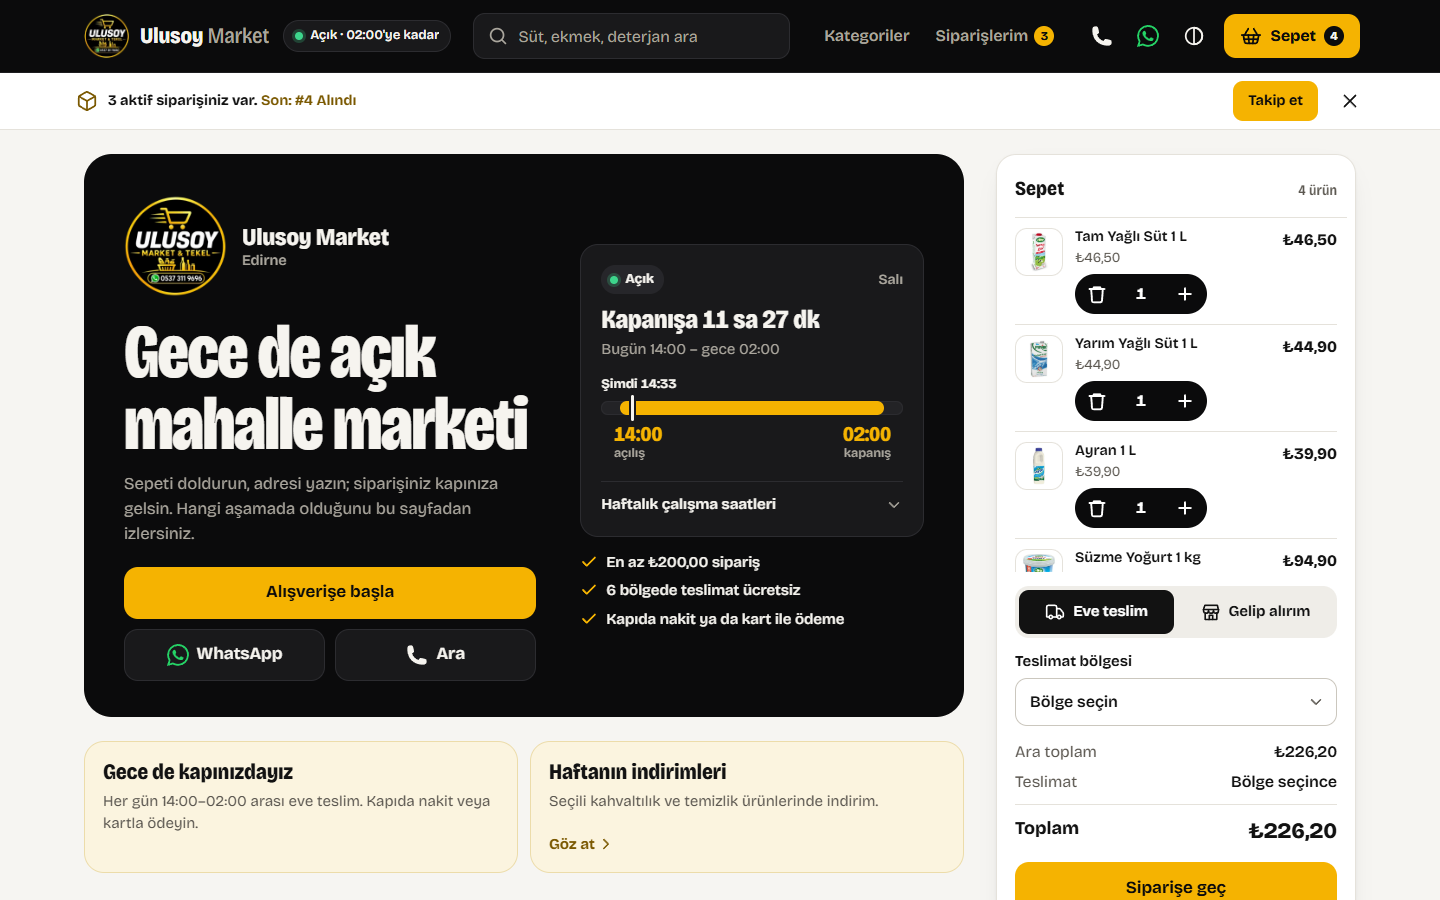 ULUSOY
MARKET & TEKEL
Ulusoy Market
Açık · 02:00'ye kadar
Süt, ekmek, deterjan ara
Kategoriler
Siparişlerim 3
Sepet 4
3 aktif siparişiniz var. Son: #4 Alındı
Takip et
ULUSOY
MARKET & TEKEL
0537 311 9696
Ulusoy Market
Edirne
Gece de açık
mahalle marketi
Sepeti doldurun, adresi yazın; siparişiniz kapınıza
gelsin. Hangi aşamada olduğunu bu sayfadan
izlersiniz.
Alışverişe başla
WhatsApp
Ara
Açık
Salı
Kapanışa 11 sa 27 dk
Bugün 14:00 – gece 02:00
Şimdi 14:33
14:00
açılış
02:00
kapanış
Haftalık çalışma saatleri
En az ₺200,00 sipariş
6 bölgede teslimat ücretsiz
Kapıda nakit ya da kart ile ödeme
Gece de kapınızdayız
Her gün 14:00–02:00 arası eve teslim. Kapıda nakit veya
kartla ödeyin.
Haftanın indirimleri
Seçili kahvaltılık ve temizlik ürünlerinde indirim.
Göz at
Sepet
4 ürün
Tam Yağlı Süt 1 L
₺46,50
₺46,50
1
Yarım Yağlı Süt 1 L
₺44,90
₺44,90
1
Ayran 1 L
₺39,90
₺39,90
1
Süzme Yoğurt 1 kg
₺94,90
Eve teslim
Gelip alırım
Teslimat bölgesi
Bölge seçin
Ara toplam
₺226,20
Teslimat
Bölge seçince
Toplam
₺226,20
Siparişe geç